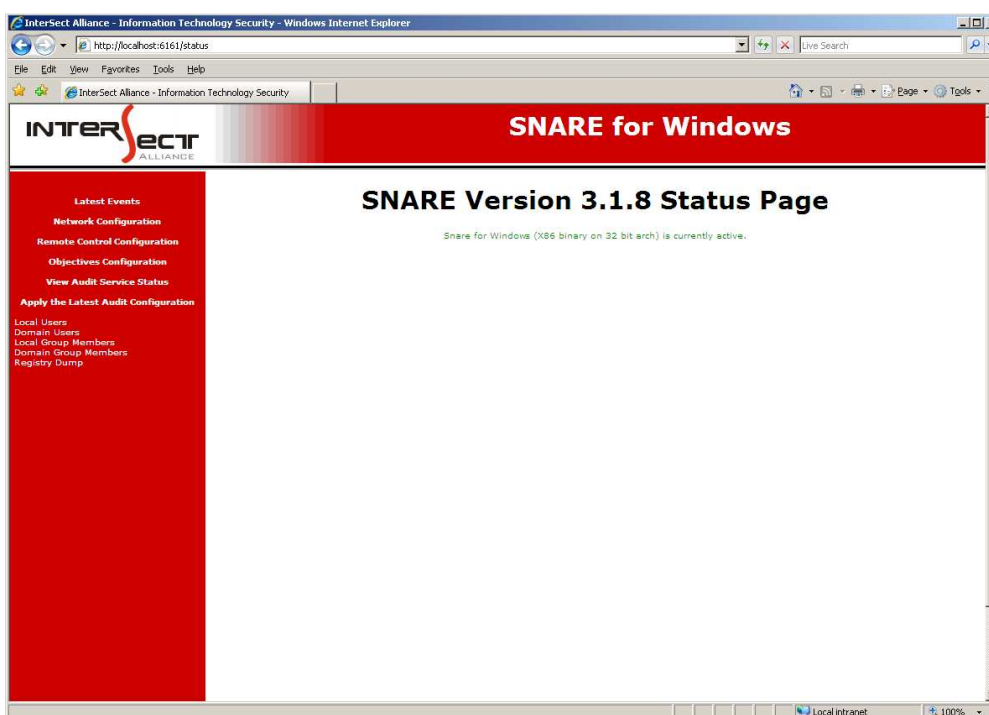 InterSect Alliance - Information Technology Security - Windows Internet Explorer
http://localhost:6161/status
Live Search
File Edit View Favorites Tools Help
InterSect Alliance - Information Technology Security
Page Tools
INTERSECT
ALLIANCE
SNARE for Windows
Latest Events
Network Configuration
Remote Control Configuration
Objectives Configuration
View Audit Service Status
Apply the Latest Audit Configuration
Local Users
Domain Users
Local Group Members
Domain Group Members
Registry Dump
SNARE Version 3.1.8 Status Page
Snare for Windows (X86 binary on 32 bit arch) is currently active.
Local intranet
100%